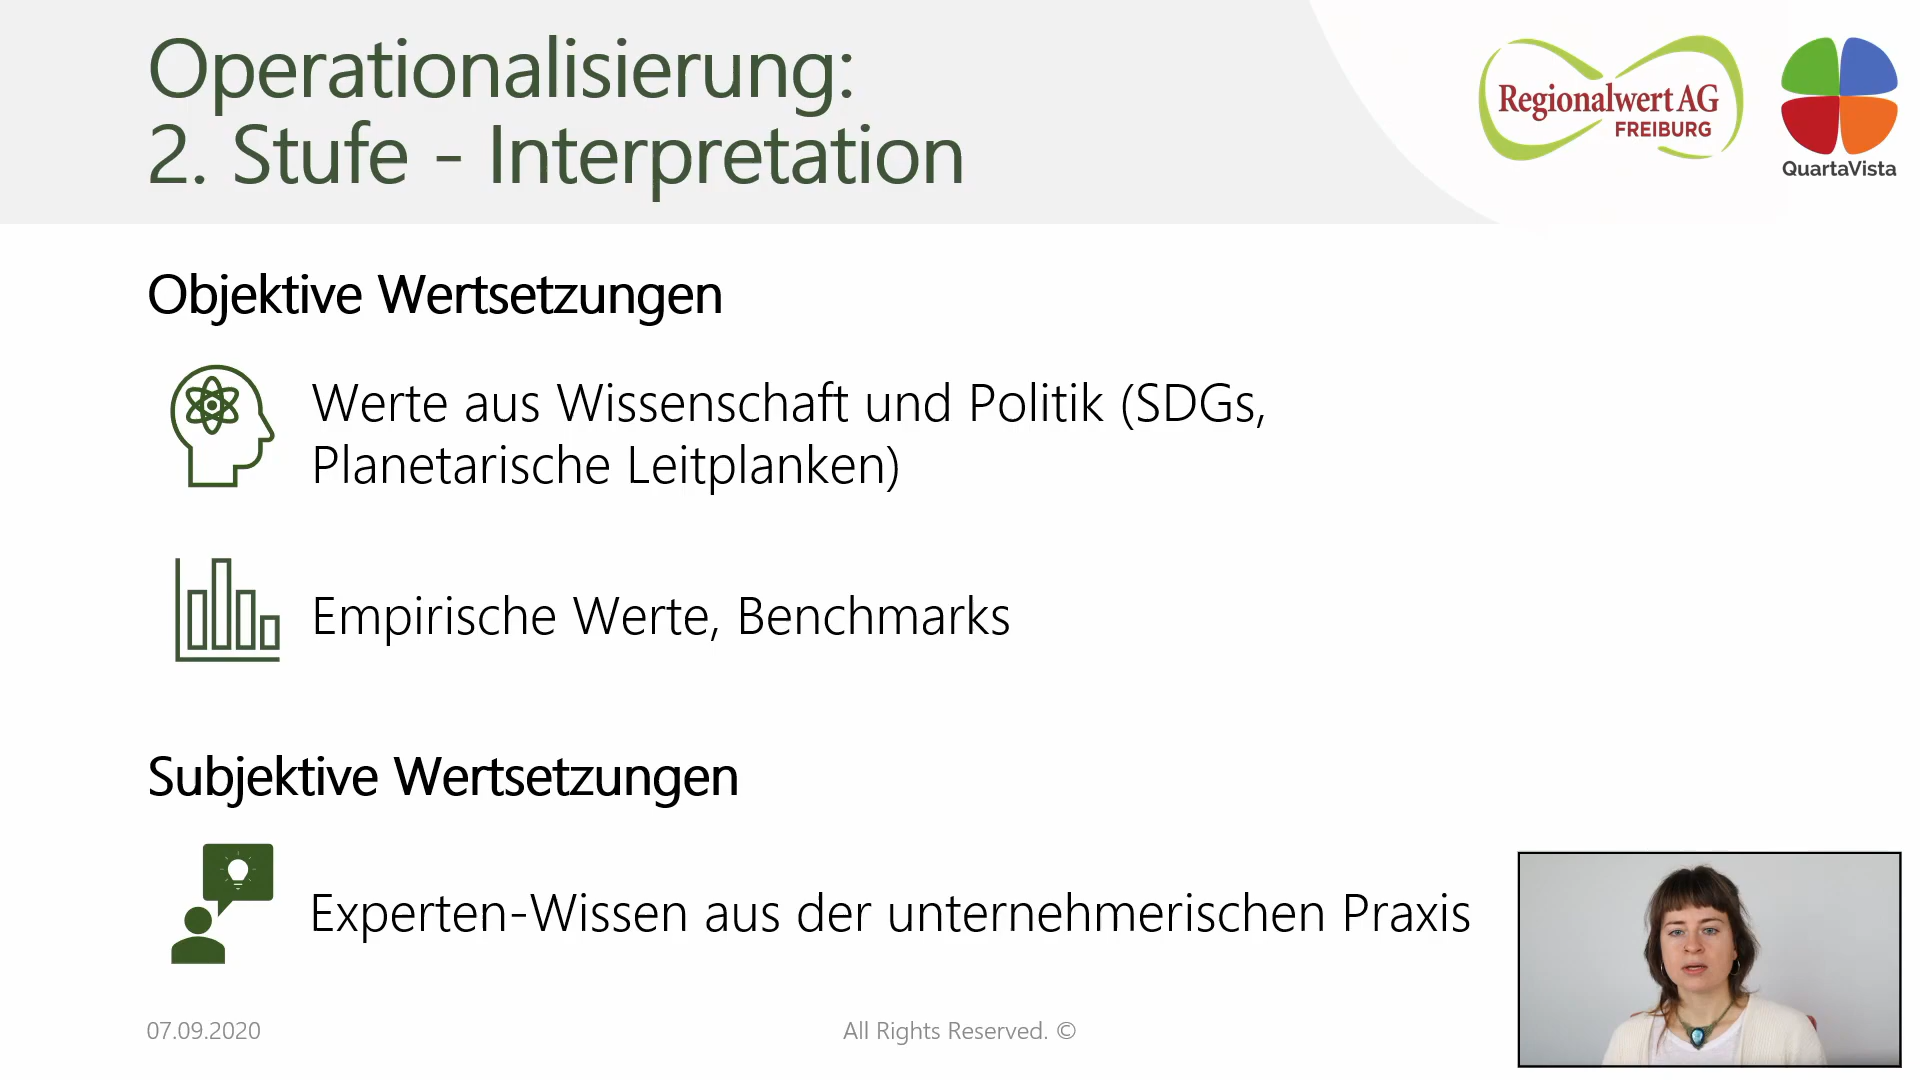 Operationalisierung:
2. Stufe - Interpretation
Regionalwert AG
FREIBURG
QuartaVista
Objektive Wertsetzungen
Werte aus Wissenschaft und Politik (SDGs,
Planetarische Leitplanken)
Empirische Werte, Benchmarks
Subjektive Wertsetzungen
Experten-Wissen aus der unternehmerischen Praxis
07.09.2020
All Rights Reserved. ©